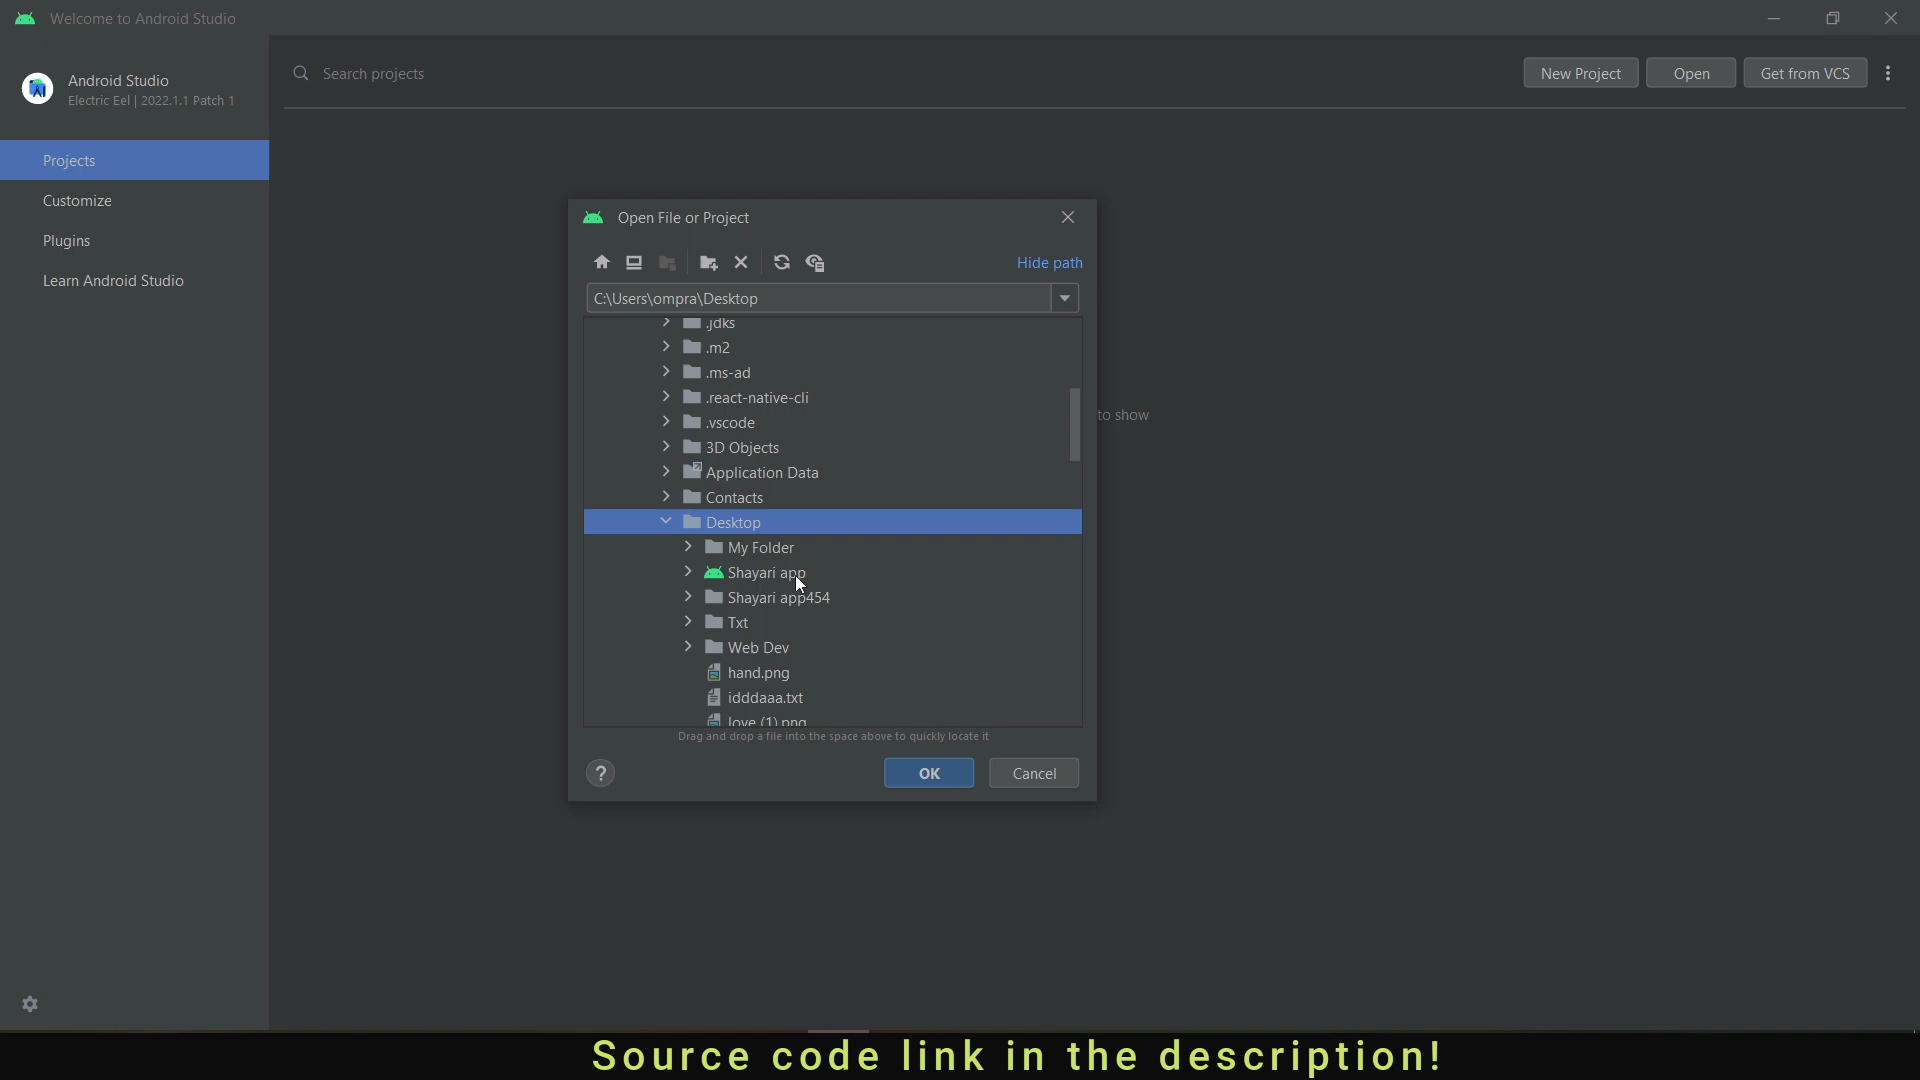 Welcome to Android Studio
Android Studio
Electric Eel | 2022.1.1 Patch 1
Projects
Customize
Plugins
Learn Android Studio
Search projects
New Project
Open
Get from VCS
to show
Open File or Project
Hide path
C:\Users\ompra\Desktop
.jdks
.m2
.ms-ad
.react-native-cli
.vscode
3D Objects
Application Data
Contacts
Desktop
My Folder
Shayari app
Shayari app454
Txt
Web Dev
hand.png
idddaaa.txt
love (1).png
Drag and drop a file into the space above to quickly locate it
?
OK
Cancel
Source code link in the description!